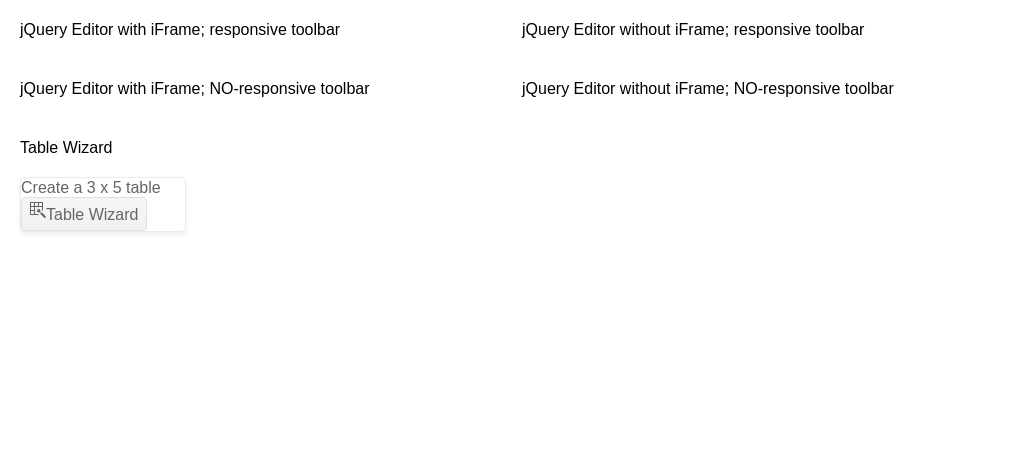 jQuery Editor with iFrame; responsive toolbar
jQuery Editor without iFrame; responsive toolbar
jQuery Editor with iFrame; NO-responsive toolbar
jQuery Editor without iFrame; NO-responsive toolbar
Table Wizard
Create a 3 x 5 table
Table Wizard